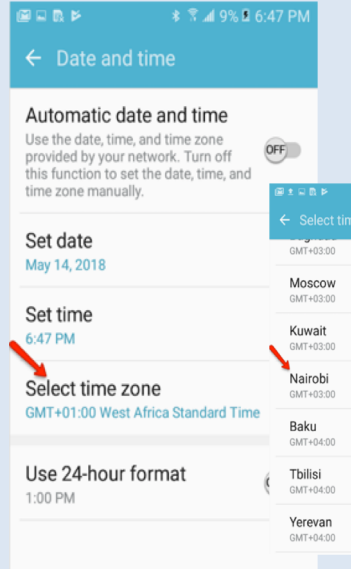 9% 6:47 PM
Date and time
Automatic date and time
Use the date, time, and time zone
provided by your network. Turn off
this function to set the date, time, and
time zone manually.
OFF
Set date
May 14, 2018
Set time
6:47 PM
Select time zone
GMT+01:00 West Africa Standard Time
Use 24-hour format
1:00 PM
Select tim
GMT+03:00
Moscow
GMT+03:00
Kuwait
GMT+03:00
Nairobi
GMT+03:00
Baku
GMT+04:00
Tbilisi
GMT+04:00
Yerevan
GMT+04:00